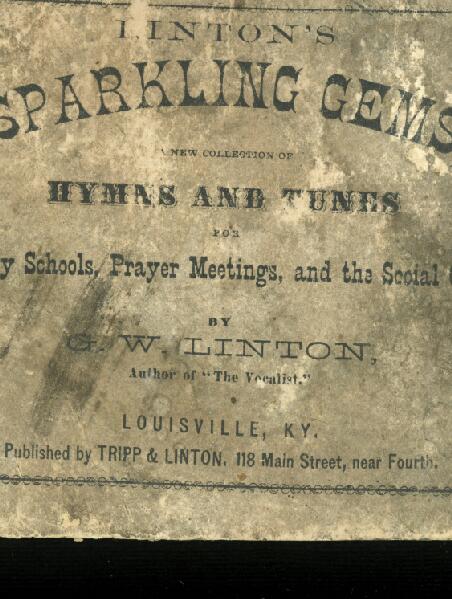 LINTON'S
SPARKLING GEMS
A NEW COLLECTION OF
HYMNS AND TUNES
FOR
y Schools, Prayer Meetings, and the Social
BY
G. W. LINTON,
Author of "The Vocalist."
LOUISVILLE, KY.
Published by TRIPP & LINTON, 118 Main Street, near Fourth.